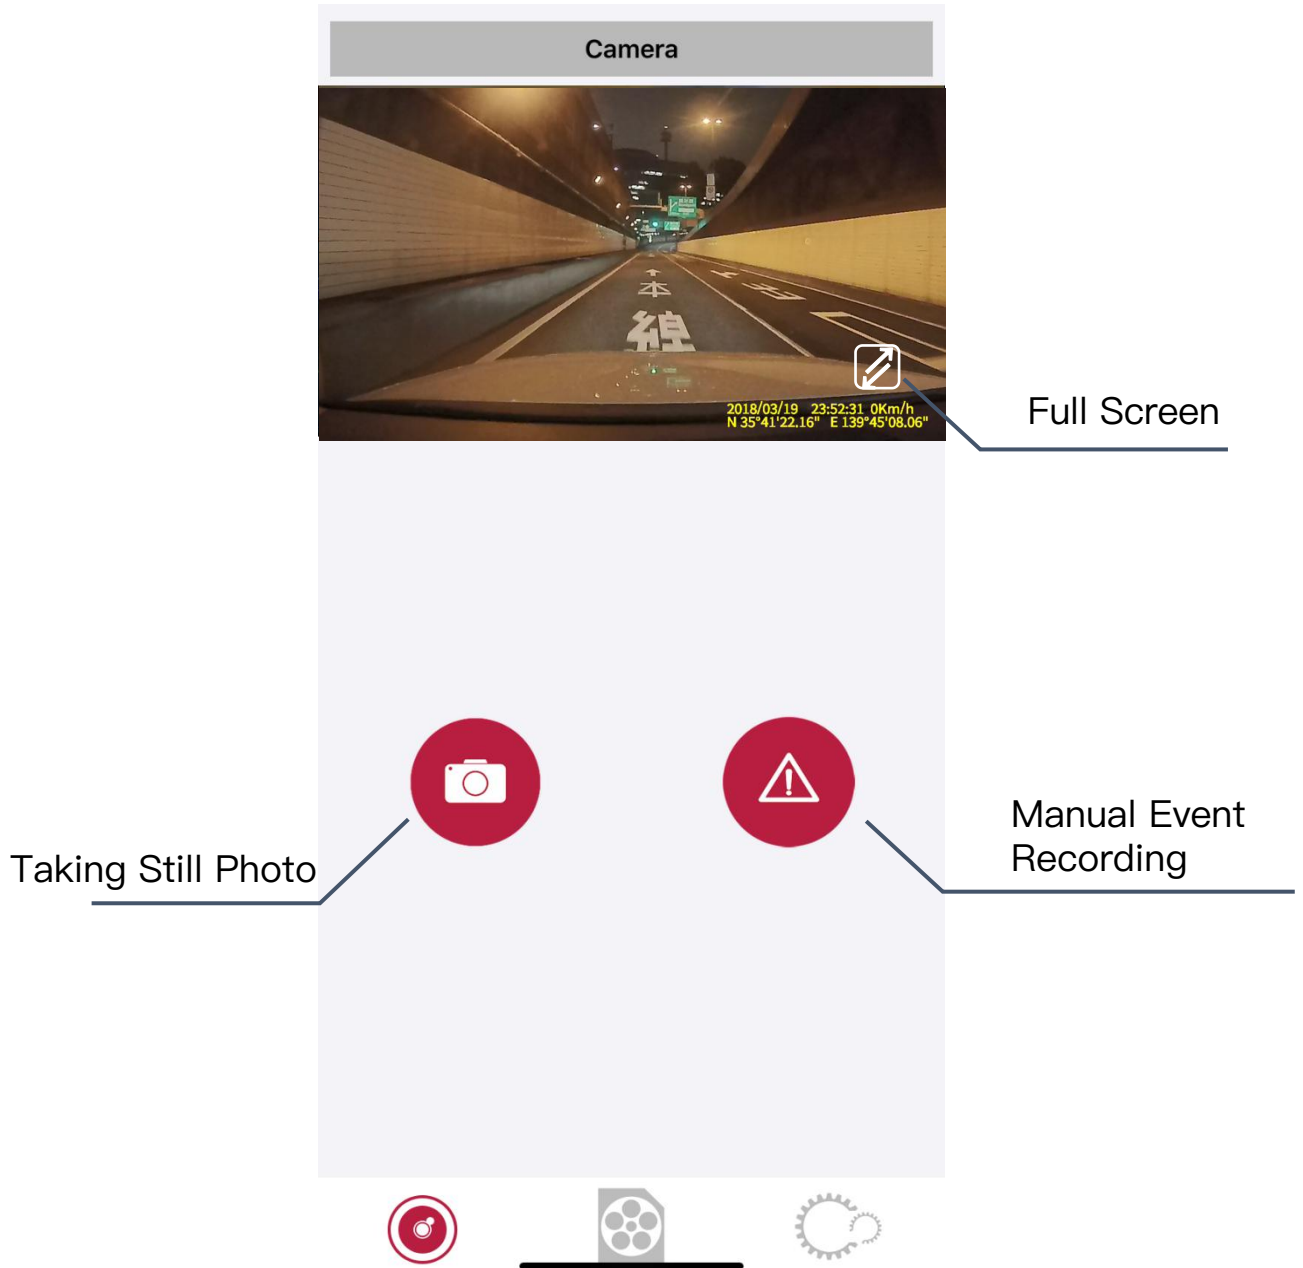 Camera
本
線
2018/03/19 23:52:31 0Km/h
N 35°41'22.16" E 139°45'08.06"
Full Screen
Manual Event
Recording
Taking Still Photo